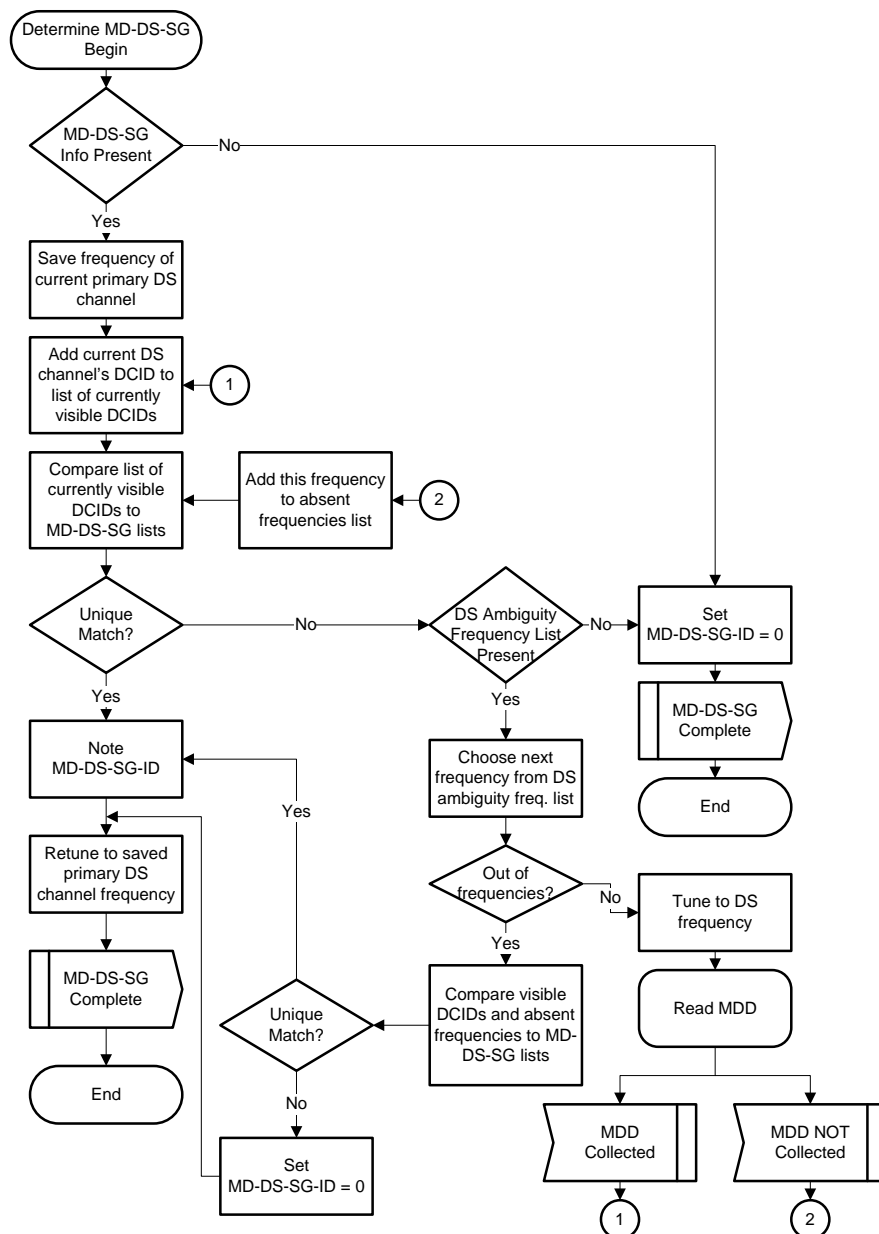 Determine MD-DS-SG
Begin
MD-DS-SG
Info Present
No
Yes
Save frequency of
current primary DS
channel
Add current DS
channel's DCID to
list of currently
visible DCIDs
1
Compare list of
currently visible
DCIDs to
MD-DS-SG lists
Add this frequency
to absent
frequencies list
2
Unique
Match?
No
DS Ambiguity
Frequency List
Present
No
Set
MD-DS-SG-ID = 0
Yes
Yes
MD-DS-SG
Complete
Note
MD-DS-SG-ID
Choose next
frequency from DS
ambiguity freq. list
End
Yes
Retune to saved
primary DS
channel frequency
Out of
frequencies?
No
Tune to DS
frequency
Yes
MD-DS-SG
Complete
Unique
Match?
Compare visible
DCIDs and absent
frequencies to MD-
DS-SG lists
Read MDD
End
No
Set
MD-DS-SG-ID = 0
MDD
Collected
MDD NOT
Collected
1
2